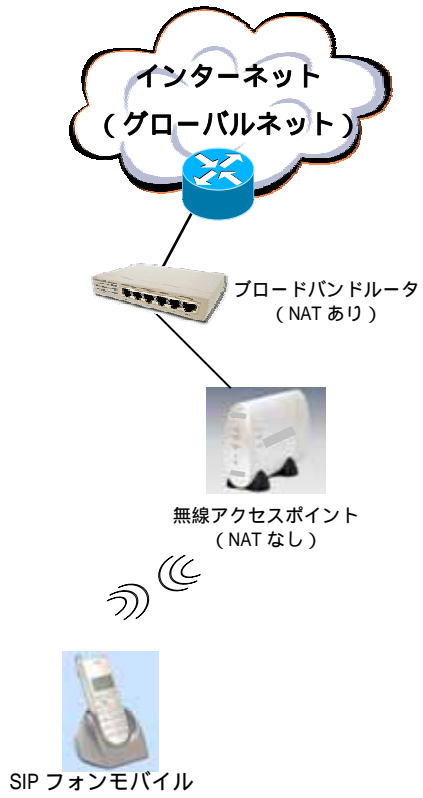 インターネット
(グローバルネット)
ブロードバンドルータ
(NAT あり)
無線アクセスポイント
(NAT なし)
SIP フォンモバイル